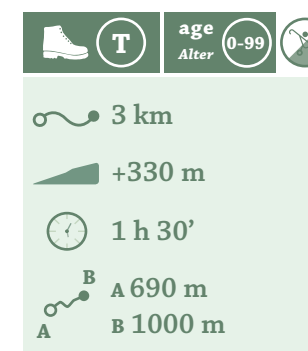 T
age
Alter
0-99
3 km
+330 m
1 h 30’
B
A
A 690 m
B 1000 m